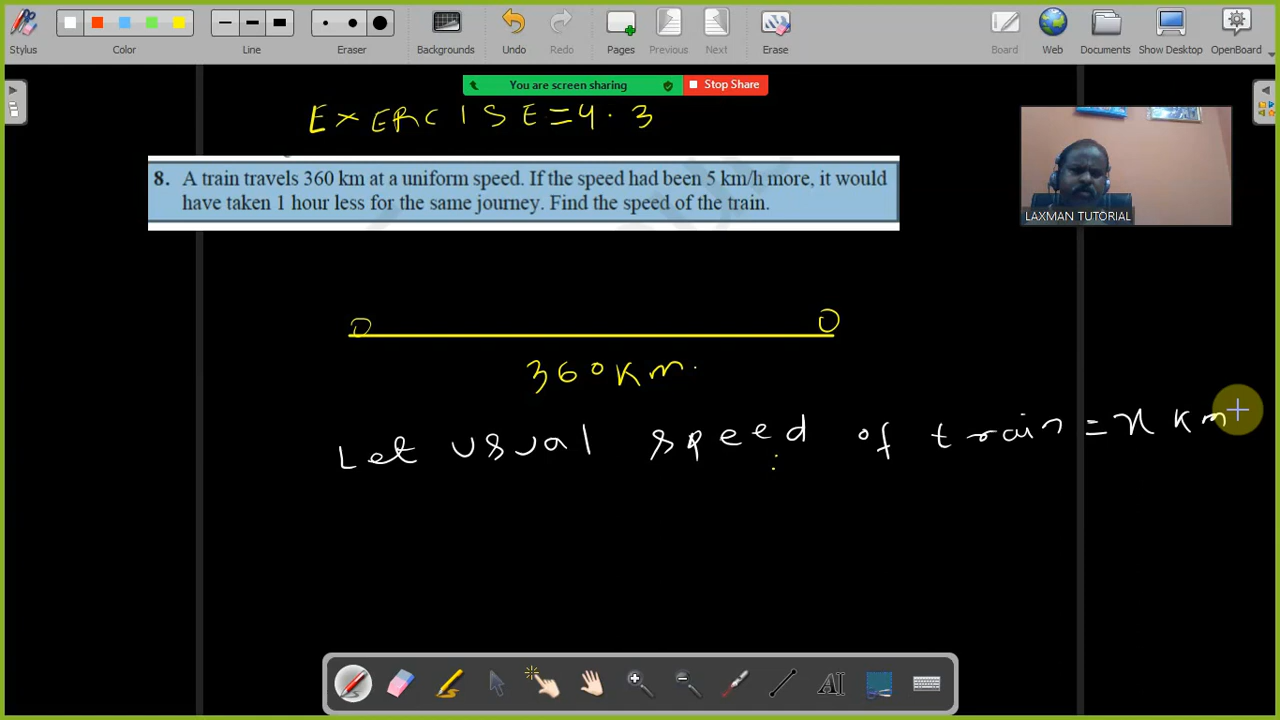 Stylus
Color
Line
Eraser
Backgrounds
Undo
Redo
Pages
Previous
Next
Erase
Board
Web
Documents
Show Desktop
OpenBoard
You are screen sharing
Stop Share
EXERCISE=4.3
8. A train travels 360 km at a uniform speed. If the speed had been 5 km/h more, it would
have taken 1 hour less for the same journey. Find the speed of the train.
LAXMAN TUTORIAL
360Km.
Let usual speed of train = x Km
AI